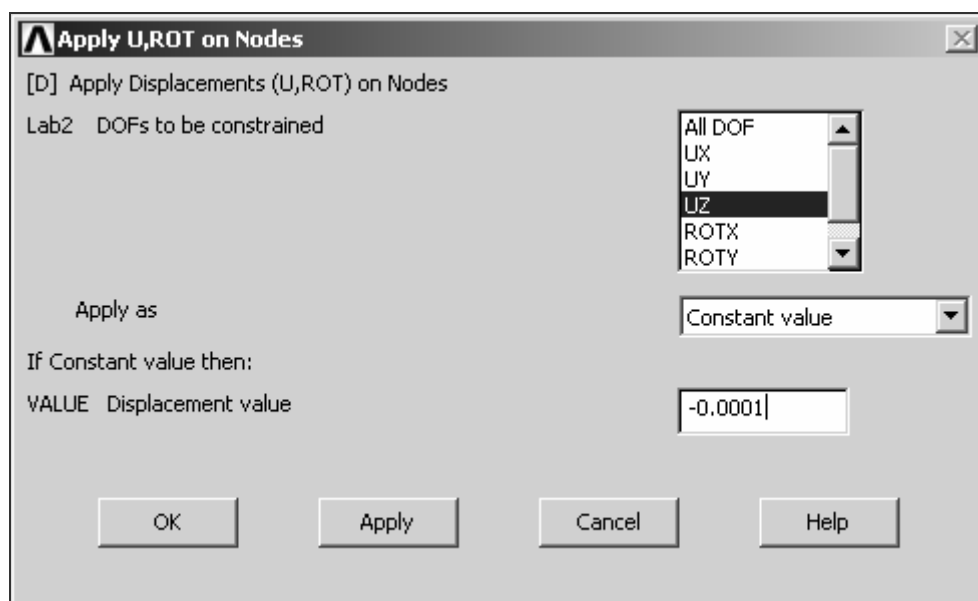 Apply U,ROT on Nodes
[D] Apply Displacements (U,ROT) on Nodes
Lab2 DOFs to be constrained
All DOF
UX
UY
UZ
ROTX
ROTY
Apply as
Constant value
If Constant value then:
VALUE Displacement value
-0.0001
OK
Apply
Cancel
Help